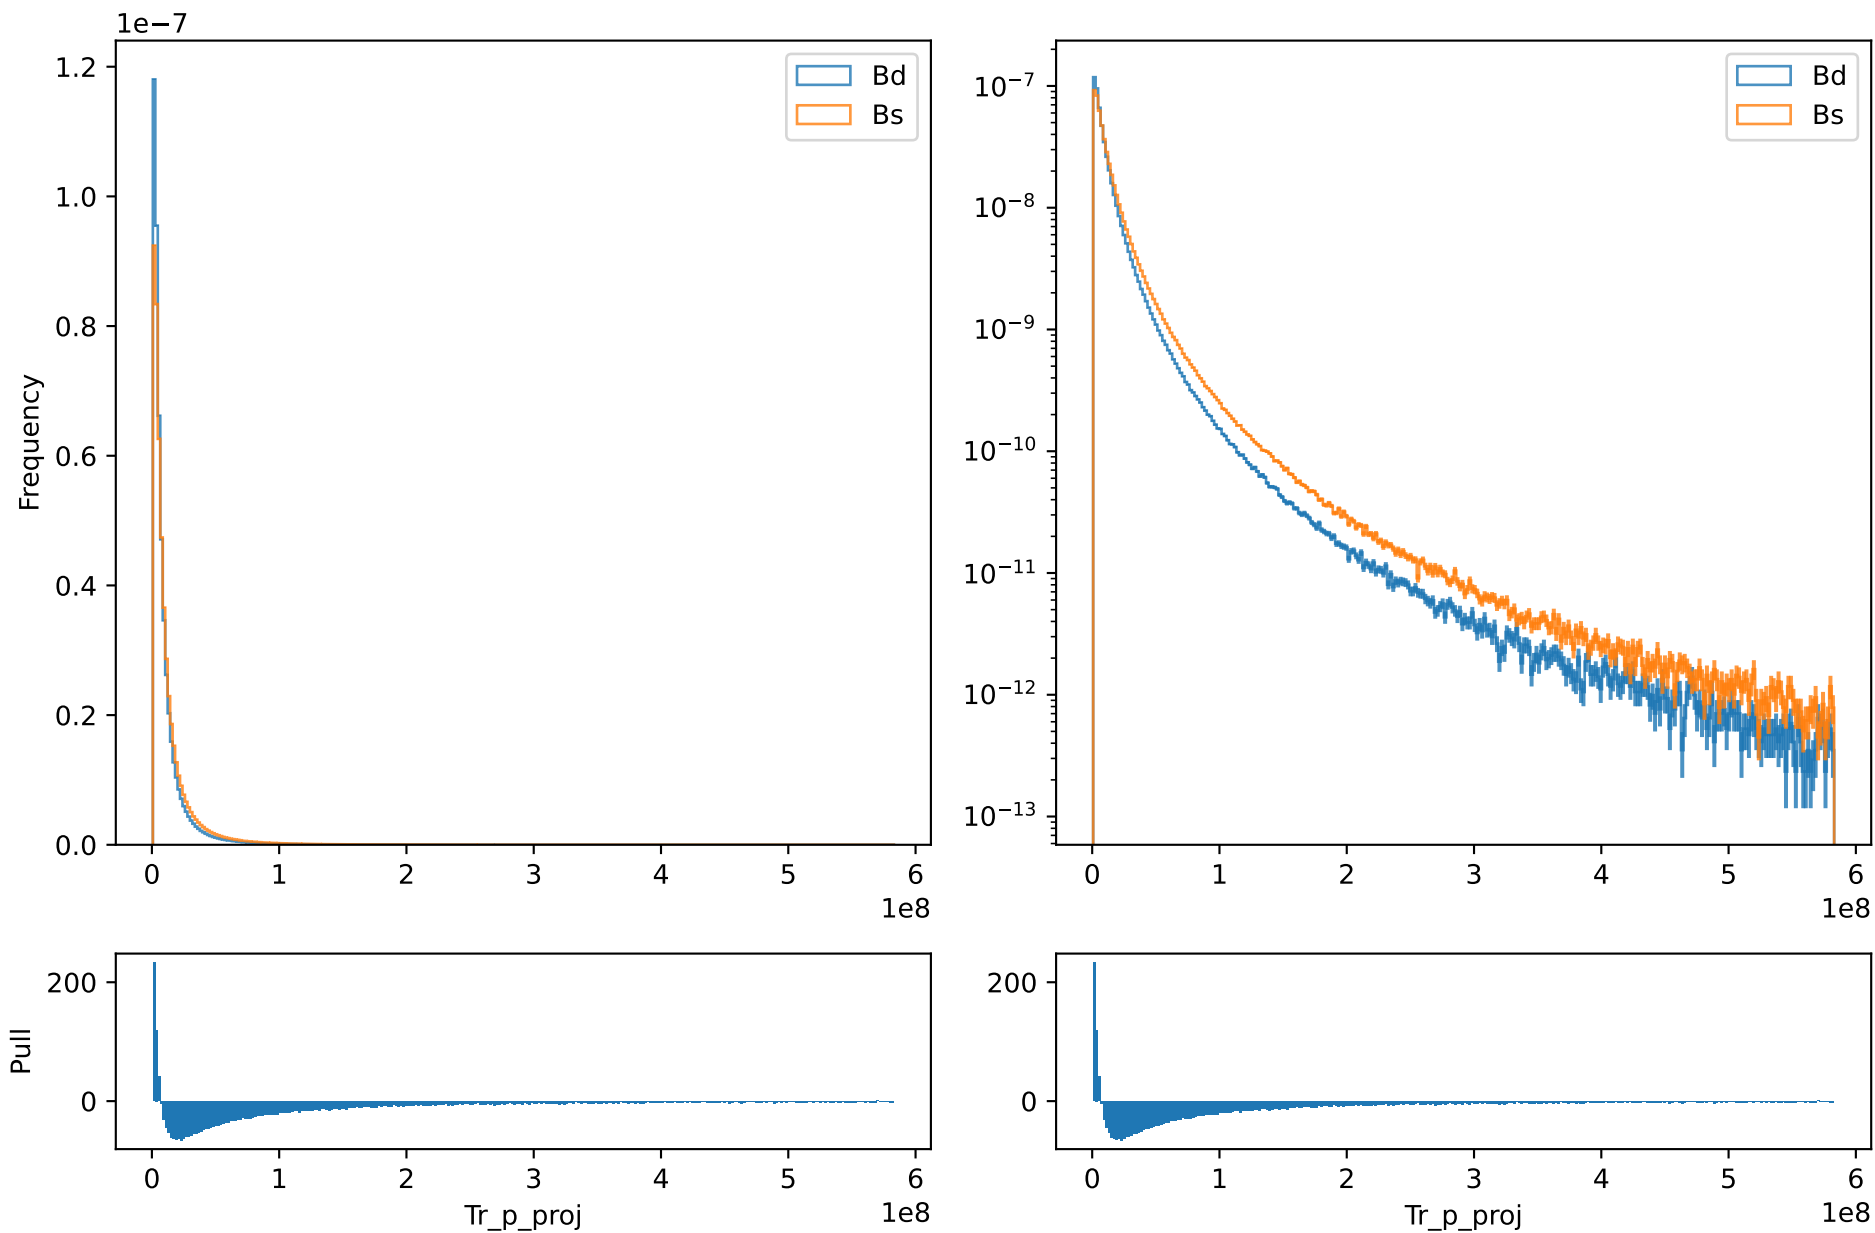 1e−7
1.2
1.0
0.8
0.6
0.4
0.2
0.0
Frequency
Bd
Bs
0 1 2 3 4 5 6
1e8
10⁻⁷
10⁻⁸
10⁻⁹
10⁻¹⁰
10⁻¹¹
10⁻¹²
10⁻¹³
Bd
Bs
0 1 2 3 4 5 6
1e8
200
0
Pull
0 1 2 3 4 5 6
Tr_p_proj
1e8
200
0
0 1 2 3 4 5 6
Tr_p_proj
1e8